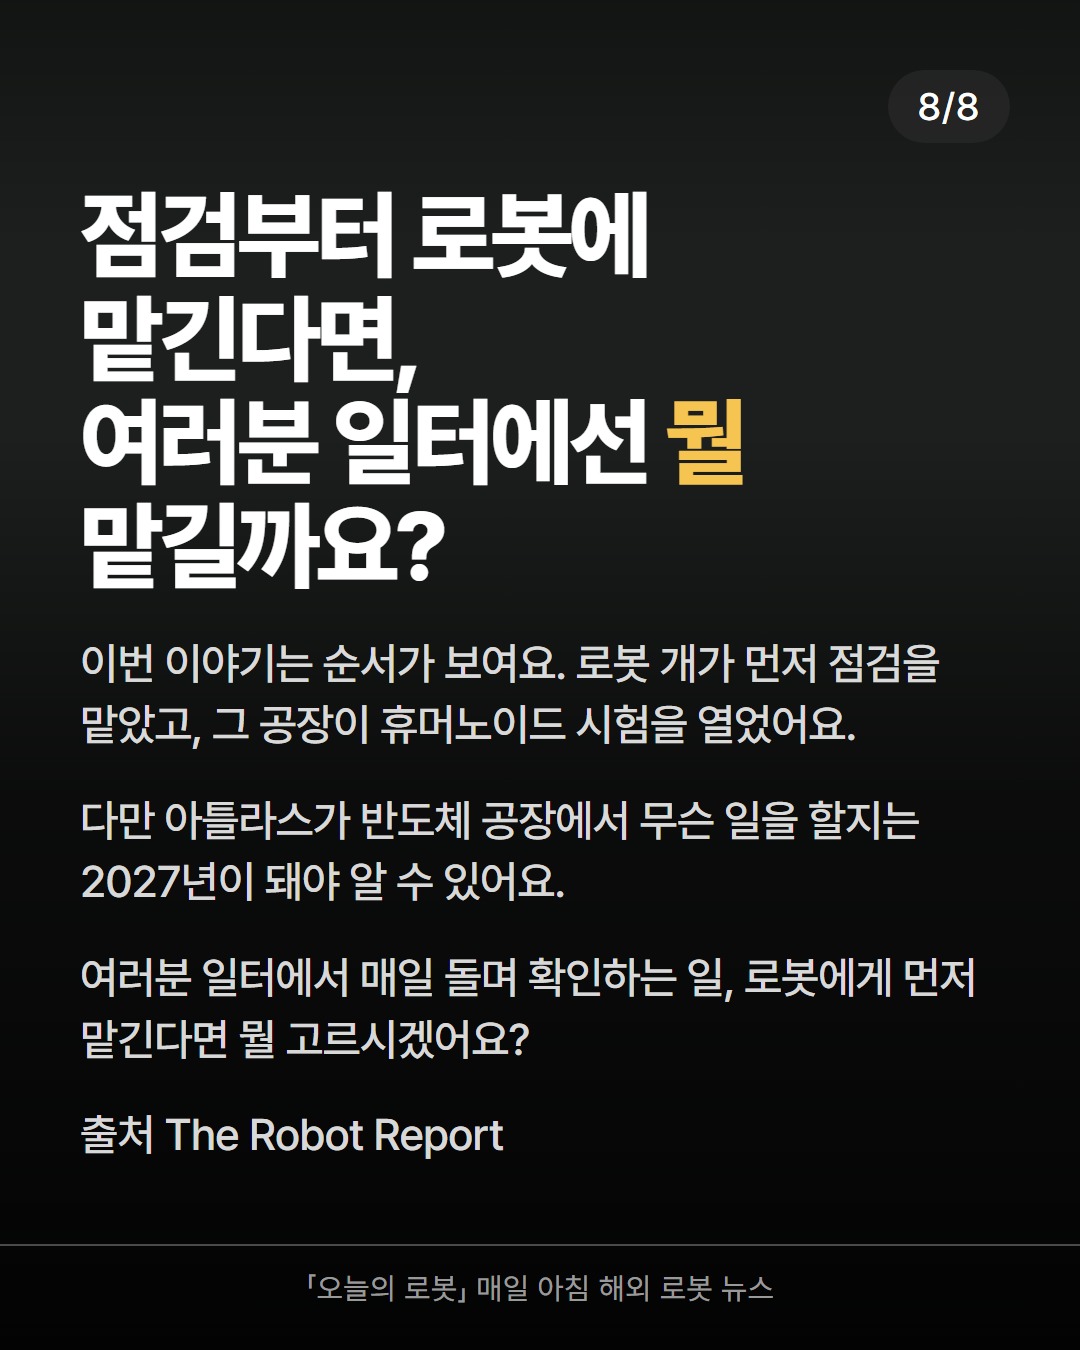 8/8
점검부터 로봇에
맡긴다면,
여러분 일터에선 뭘
맡길까요?
이번 이야기는 순서가 보여요. 로봇 개가 먼저 점검을
맡았고, 그 공장이 휴머노이드 시험을 열었어요.
다만 아틀라스가 반도체 공장에서 무슨 일을 할지는
2027년이 돼야 알 수 있어요.
여러분 일터에서 매일 돌며 확인하는 일, 로봇에게 먼저
맡긴다면 뭘 고르시겠어요?
출처 The Robot Report
「오늘의 로봇」 매일 아침 해외 로봇 뉴스